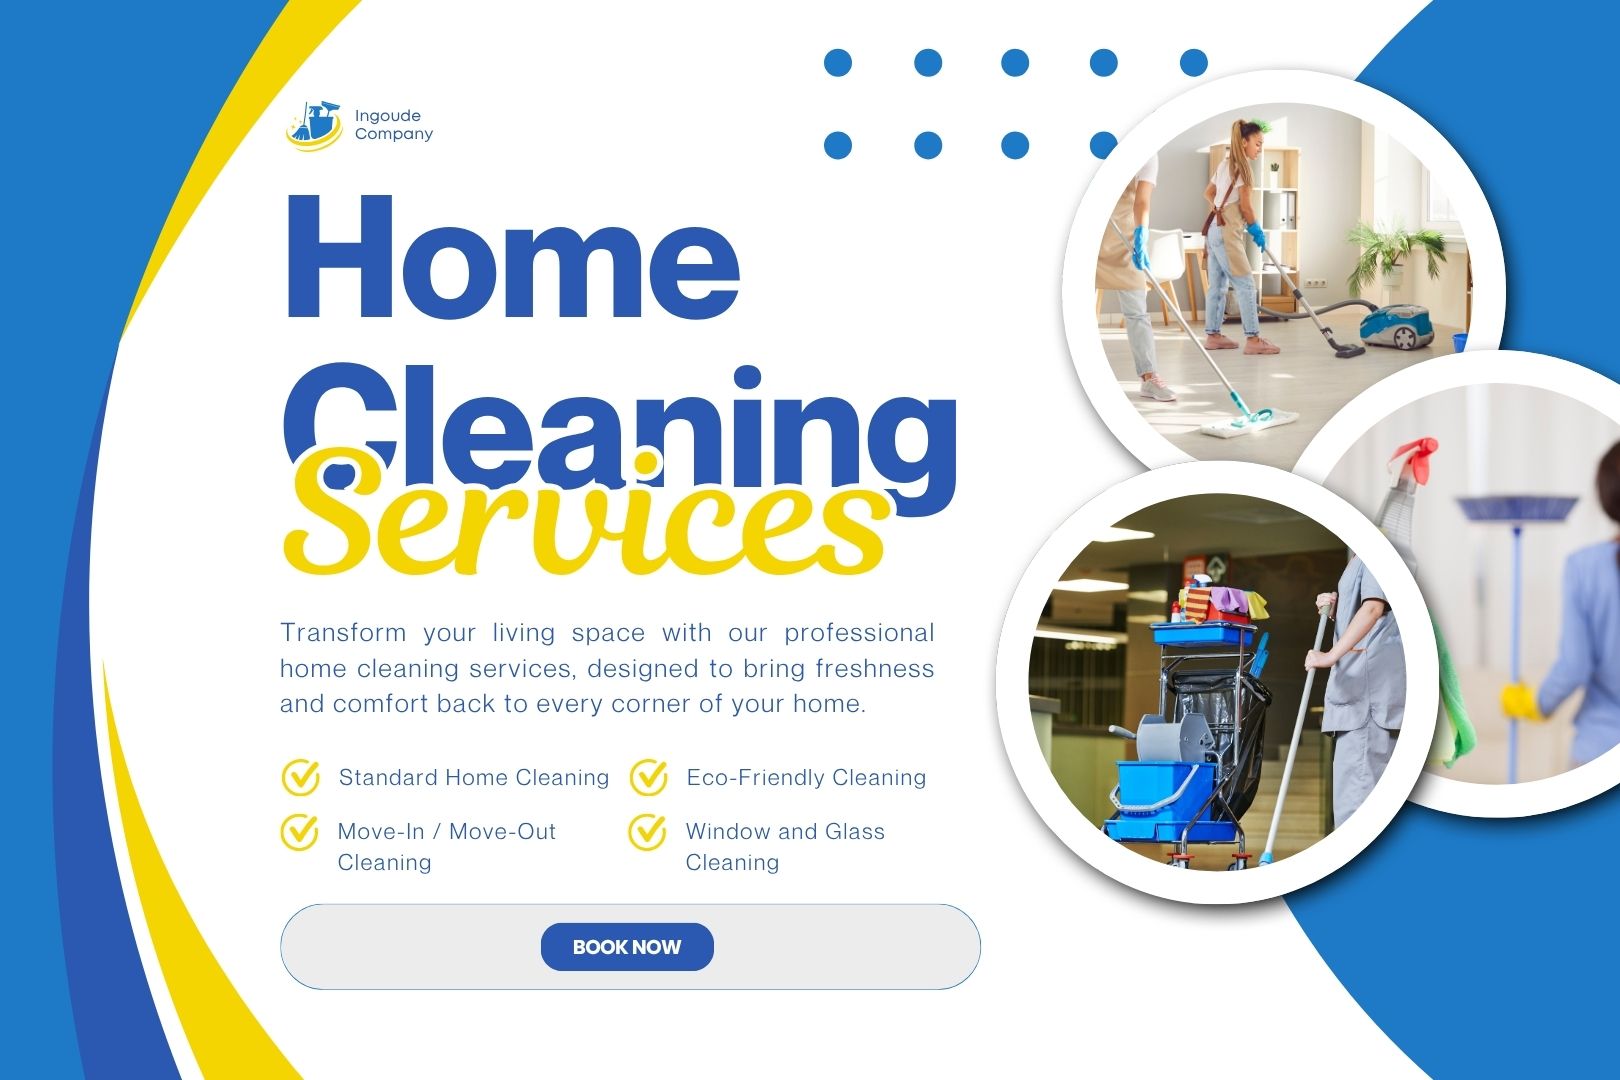 Ingoude
Company
Home
Cleaning
Services
Transform your living space with our professional
home cleaning services, designed to bring freshness
and comfort back to every corner of your home.
Standard Home Cleaning
Eco-Friendly Cleaning
Move-In / Move-Out
Cleaning
Window and Glass
Cleaning
BOOK NOW